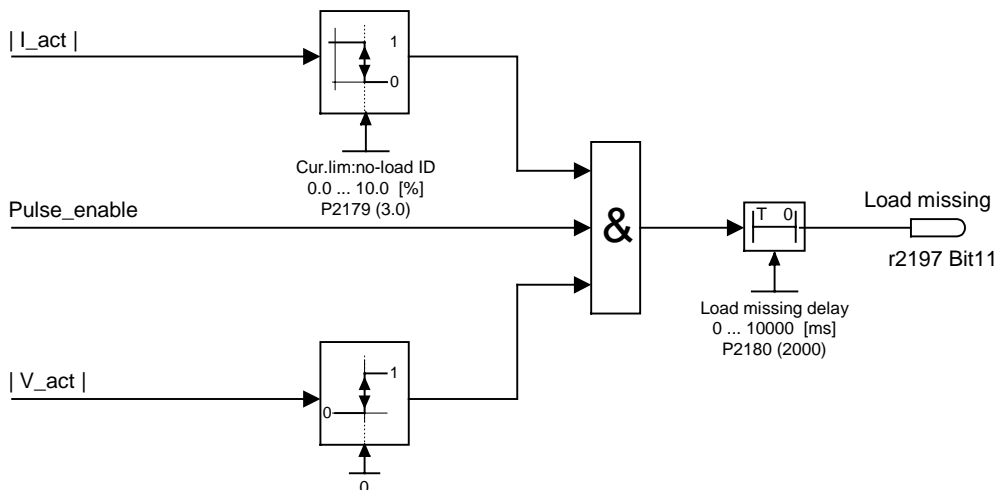 | I_act |
1
0
Cur.lim:no-load ID
0.0 ... 10.0 [%]
P2179 (3.0)
Pulse_enable
&
T 0
Load missing
r2197 Bit11
Load missing delay
0 ... 10000 [ms]
P2180 (2000)
| V_act |
1
0
0